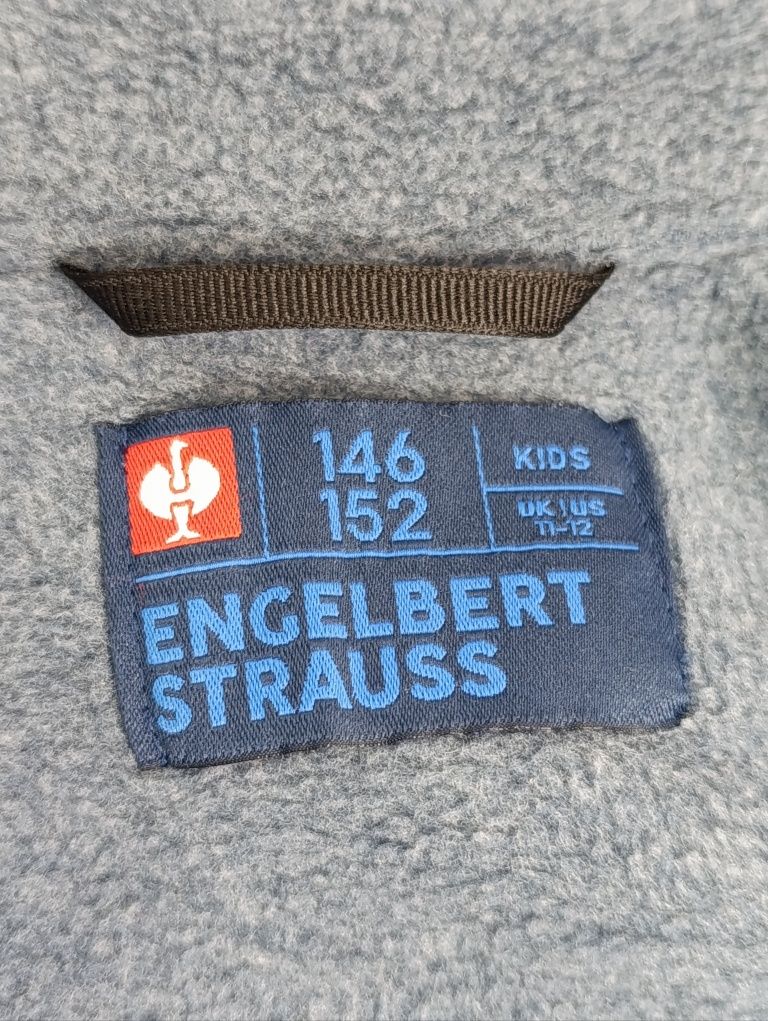 146
152
KIDS
UK | US
11-12
ENGELBERT
STRAUSS